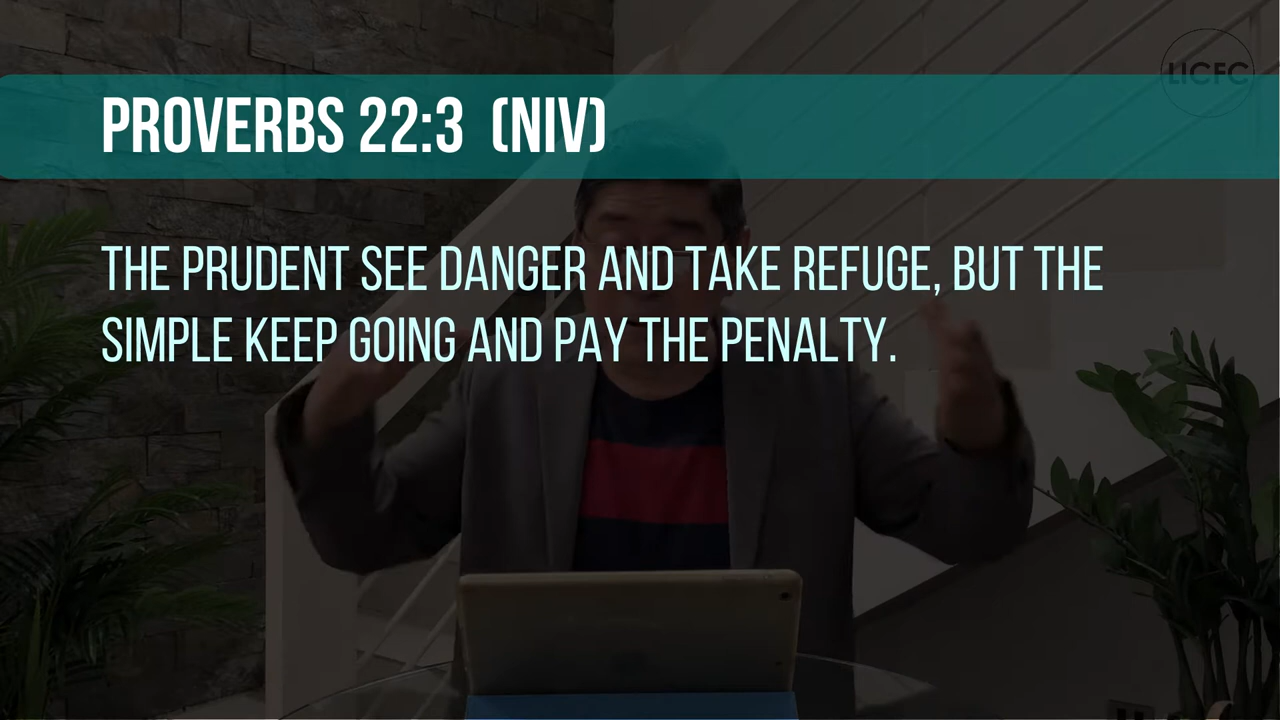 LICFC
PROVERBS 22:3 (NIV)
THE PRUDENT SEE DANGER AND TAKE REFUGE, BUT THE
SIMPLE KEEP GOING AND PAY THE PENALTY.